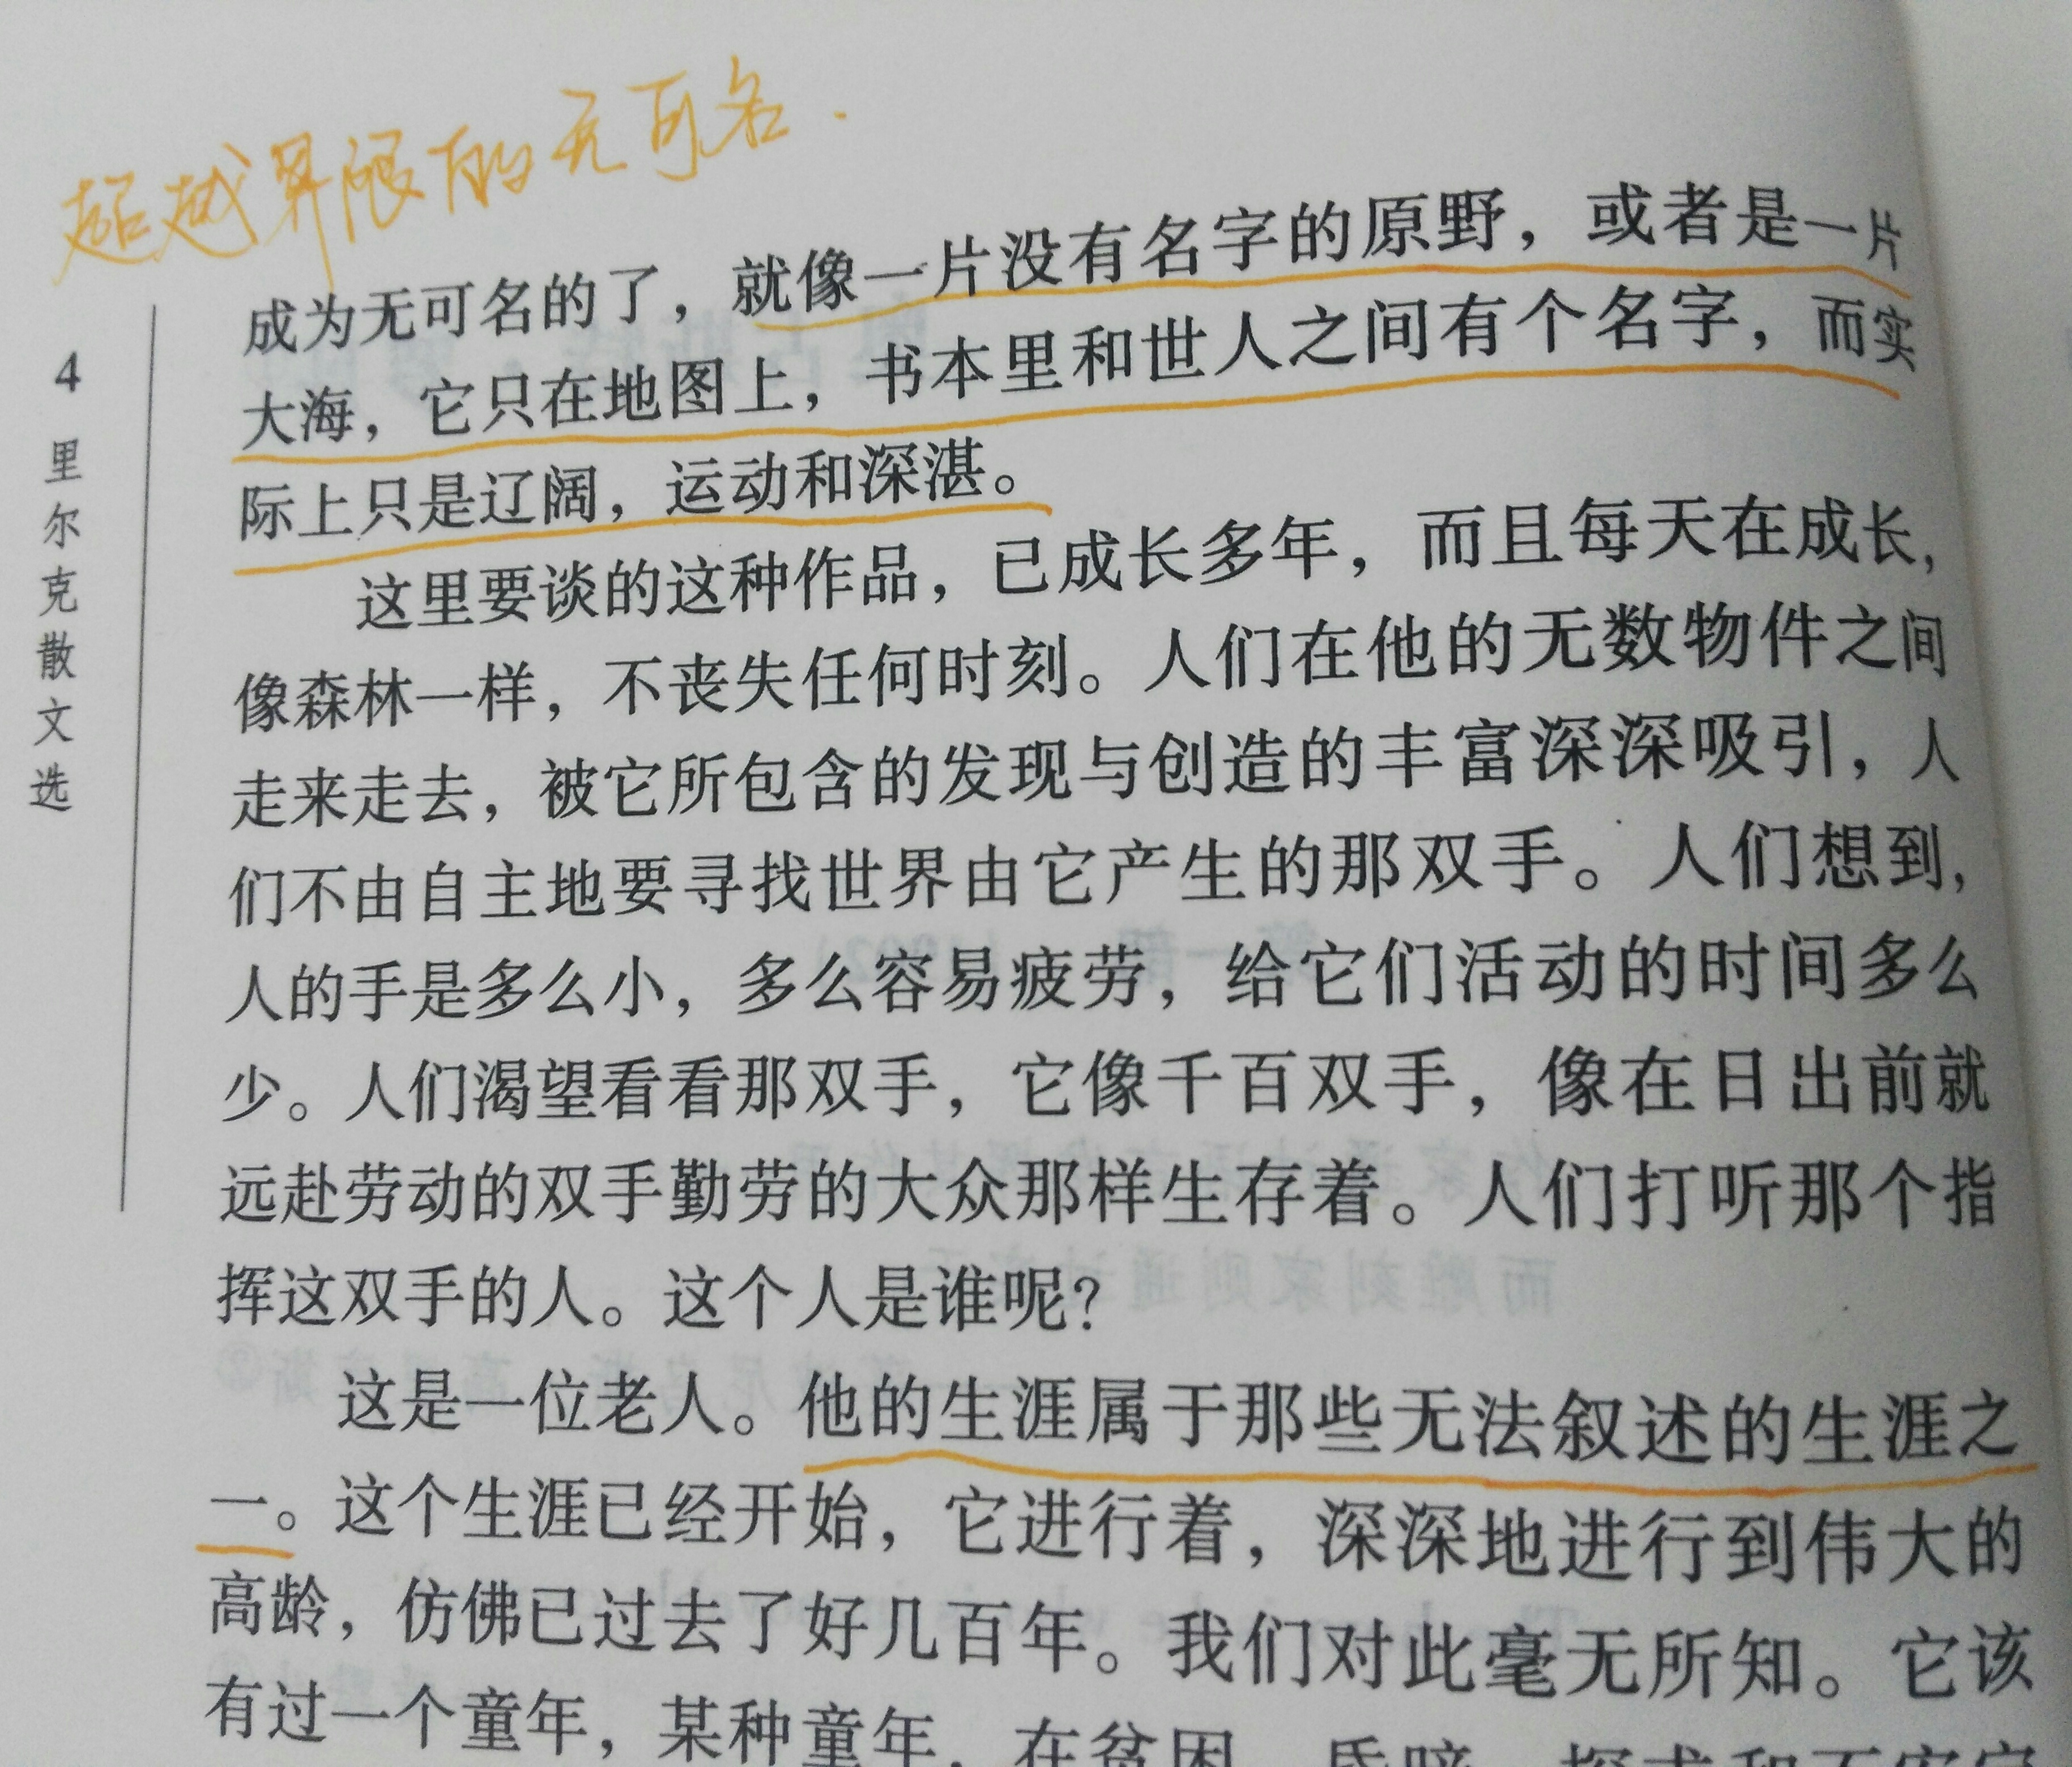 超越界限的无可名.
成为无可名的了，就像一片没有名字的原野，或者是一片
大海，它只在地图上，书本里和世人之间有个名字，而实
际上只是辽阔，运动和深湛。
这里要谈的这种作品，已成长多年，而且每天在成长，
像森林一样，不丧失任何时刻。人们在他的无数物件之间
走来走去，被它所包含的发现与创造的丰富深深吸引，人
们不由自主地要寻找世界由它产生的那双手。人们想到，
人的手是多么小，多么容易疲劳，给它们活动的时间多么
少。人们渴望看看那双手，它像千百双手，像在日出前就
远赴劳动的双手勤劳的大众那样生存着。人们打听那个指
挥这双手的人。这个人是谁呢？
这是一位老人。他的生涯属于那些无法叙述的生涯之
一。这个生涯已经开始，它进行着，深深地进行到伟大的
高龄，仿佛已过去了好几百年。我们对此毫无所知。它该
有过一个童年，某种童年，在贫困
4 里尔克散文选